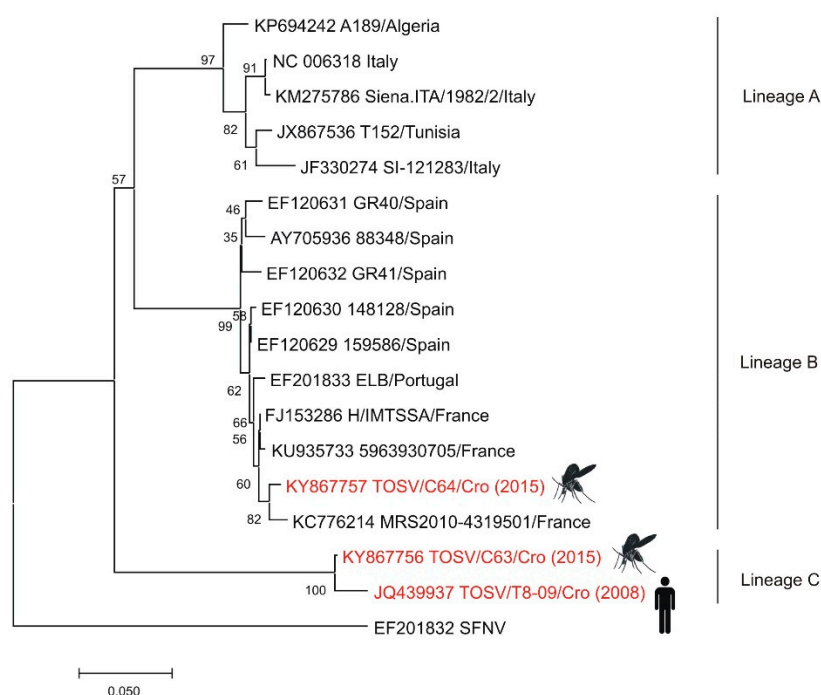 KP694242 A189/Algeria
97
NC 006318 Italy
91
KM275786 Siena.ITA/1982/2/Italy
Lineage A
82
JX867536 T152/Tunisia
61
JF330274 SI-121283/Italy
57
EF120631 GR40/Spain
46
35
AY705936 88348/Spain
EF120632 GR41/Spain
EF120630 148128/Spain
58
99
EF120629 159586/Spain
Lineage B
EF201833 ELB/Portugal
62
FJ153286 H/IMTSSA/France
66
56
KU935733 5963930705/France
KY867757 TOSV/C64/Cro (2015)
60
KC776214 MRS2010-4319501/France
82
KY867756 TOSV/C63/Cro (2015)
Lineage C
JQ439937 TOSV/T8-09/Cro (2008)
100
EF201832 SFNV
0.050